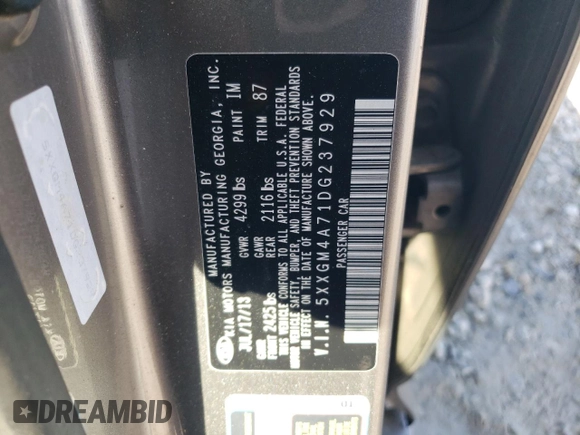 MANUFACTURED BY
KIA MOTORS MANUFACTURING GEORGIA, INC.
JUL/17/13 GVWR 4299 lbs PAINT IM
GAWR FRONT 2425 lbs GAWR REAR 2116 lbs TRIM 87
THIS VEHICLE CONFORMS TO ALL APPLICABLE U.S.A. FEDERAL
MOTOR VEHICLE SAFETY, BUMPER, AND THEFT PREVENTION STANDARDS
IN EFFECT ON THE DATE OF MANUFACTURE SHOWN ABOVE.
V.I.N. 5XXGM4A71DG237929
PASSENGER CAR
KIA
DREAMBID